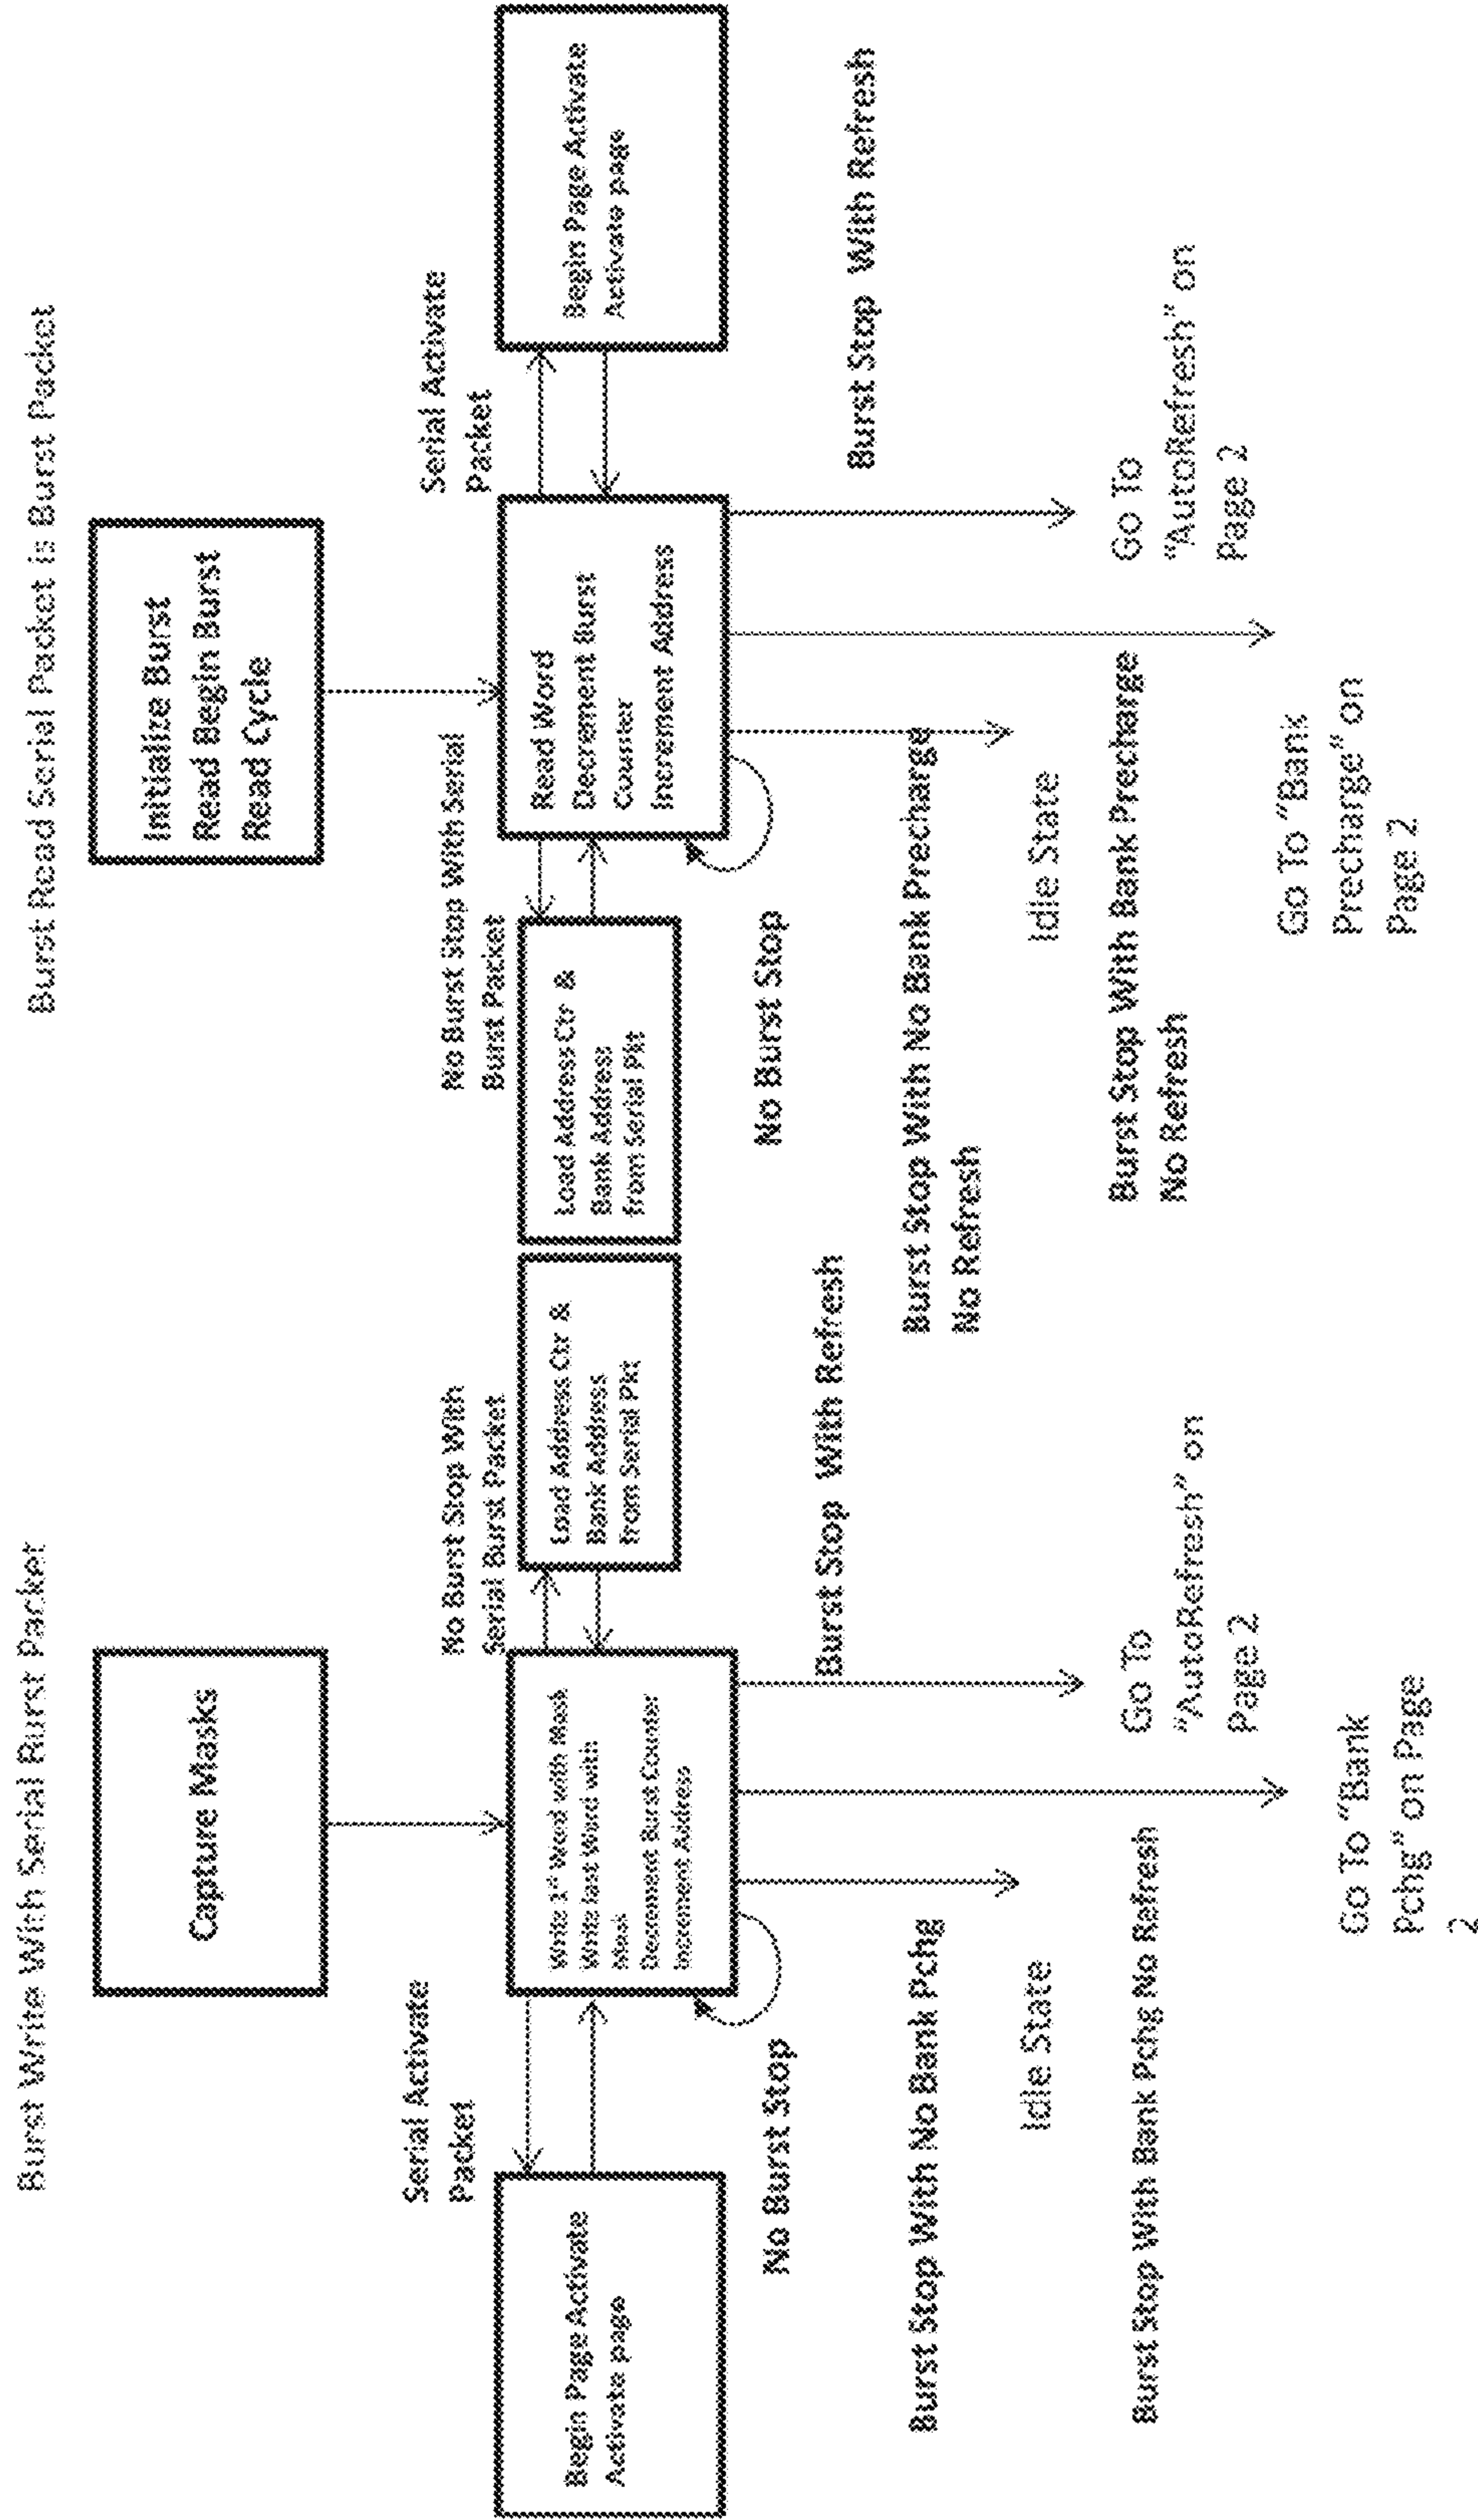 Burst Write With Serial Burst Packer
Capture Masks
Serial Activate
Packet
Begin Page Activate
Activate page
Write 1st Word with Mask
Write last Word with
Mask
Decrement Burst Counter
Increment Address
No Burst Stop With
Serial Burst Packet
Load Address Ctr &
Bank Address
from Serial Pkt
No Burst Stop
Burst Stop With No Bank Pchg
Idle State
Burst Stop With Bank Pchg No Refresh
Go To "Bank
Pchg" on Page
2
Burst Stop With Refresh
Go To
"AutoRefresh" on
Page 2
Burst Read Serial Packet is Burst Packet
Initialize Burst
Read Begin Burst
Read Cycle
No Burst Stop With Serial
Burst Packet
Load Address Ctr &
Bank Address
from Serial Pkt
Read Word
Decrement Burst
Counter
Increment Address
Serial Activate
Packet
Begin Page Activate
Activate page
No Burst Stop
Burst Stop With No Bank Precharge
No Refresh
Idle State
Burst Stop With Bank Precharge
No Refresh
Go To "Bank
Precharge" on
Page 2
Burst Stop With Refresh
Go To
"AutoRefresh" on
Page 2